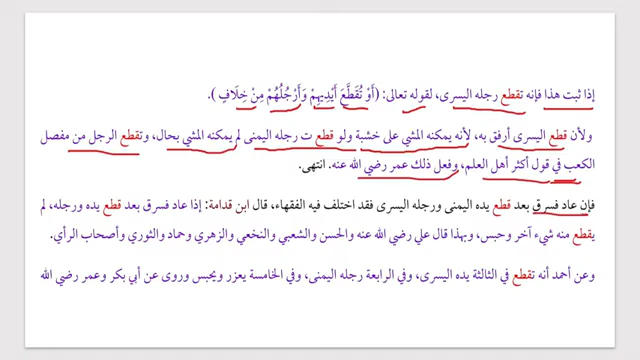 إذا ثبت هذا فإنه تقطع رجله اليسرى، لقوله تعالى: (أَوْ تُقَطَّعَ أَيْدِيهِمْ وَأَرْجُلُهُمْ مِنْ خِلَافٍ ).
ولأن قطع اليسرى أرفق به، لأنه يمكنه المشي على خشبة ولو قطع ت رجله اليمنى لم يمكنه المشي بحال، وتقطع الرجل من مفصل
الكعب في قول أكثر أهل العلم، وفعل ذلك عمر رضي الله عنه. انتهى.
فإن عاد فسرق بعد قطع يده اليمنى ورجله اليسرى فقد اختلف فيه الفقهاء، قال ابن قدامة: إذا عاد فسرق بعد قطع يده ورجله، لم
يقطع منه شيء آخر وحبس، وبهذا قال علي رضي الله عنه والحسن والشعبي والنخعي والزهري وحماد والثوري وأصحاب الرأي.
وعن أحمد أنه تقطع في الثالثة يده اليسرى، وفي الرابعة رجله اليمنى، وفي الخامسة يعزر ويحبس وروى عن أبي بكر وعمر رضي الله